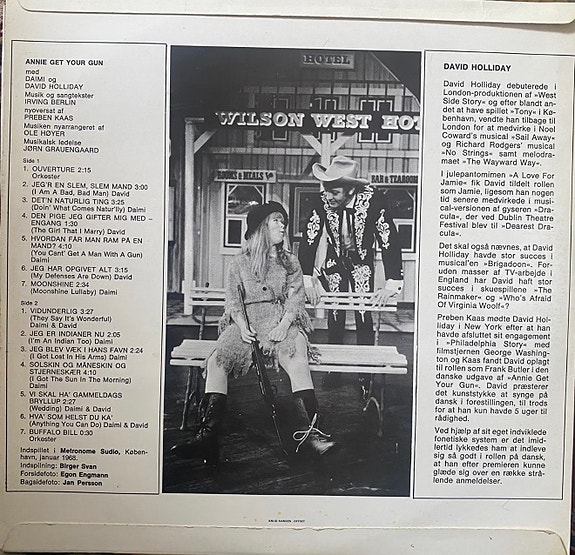 ANNIE GET YOUR GUN
med
DAIMI og
DAVID HOLLIDAY
Musik og sangtekster
IRVING BERLIN
nyoversat af
PREBEN KAAS
Musiken nyarrangeret af
OLE HØYER
Musikalsk ledelse
JØRN GRAUENGAARD
Side 1
1. OUVERTURE 2:15
Orkester
2. JEG'R EN SLEM, SLEM MAND 3:00
(I Am A Bad, Bad Man) David
3. DET'N NATURLIG TING 3:25
(Doin' What Comes Natur'lly) Daimi
4. DEN PIGE JEG GIFTER MIG MED –
ENGANG 1:30
(The Girl That I Marry) David
5. HVORDAN FÅR MAN RAM PÅ EN
MAND? 4:10
(You Cant' Get A Man With A Gun)
Daimi
6. JEG HAR OPGIVET ALT 3:15
(My Defenses Are Down) David
7. MOONSHINE 2:34
(Moonshine Lullaby) Daimi
Side 2
1. VIDUNDERLIG 3:27
(They Say It's Wonderful)
Daimi & David
2. JEG ER INDIANER NU 2:05
(I'm An Indian Too) Daimi
3. JEG BLEV VÆK I HANS FAVN 2:24
(I Got Lost In His Arms) Daimi
4. SOLSKIN OG MÅNESKIN OG
STJERNESKÆR 4:10
(I Got The Sun In The Morning)
Daimi
5. VI SKAL HA' GAMMELDAGS
BRYLLUP 2:27
(Wedding) Daimi & David
6. HVA' SOM HELST DU KA'
(Anything You Can Do) Daimi & David
7. BUFFALO BILL 0:30
Orkester
Indspillet i Metronome Sudio, Køben-
havn, januar 1968.
Indspilning: Birger Svan
Forsidefoto: Egon Engmann
Bagsidefoto: Jan Persson
HOTEL
WILSON WEST HOT
BAR & TEAROOM
DAVID HOLLIDAY
David Holliday debuterede i
London-produktionen af »West
Side Story« og efter blandt an-
det at have spillet »Tony« i Kø-
benhavn, vendte han tilbage til
London for at medvirke i Noel
Coward's musical »Sail Away«
og Richard Rodgers' musical
»No Strings« samt melodra-
maet »The Wayward Way«.
I julepantomimen »A Love For
Jamie« fik David tildelt rollen
som Jamie, ligesom han nogen
tid senere medvirkede i musi-
cal-versionen af gyseren »Dra-
cula«, der ved Dublin Theatre
Festival blev til »Dearest Dra-
cula«.
Det skal også nævnes, at David
Holliday havde stor succes i
musical'en »Brigadoon«. For-
uden masser af TV-arbejde i
England har David haft stor
succes i skuespillene »The
Rainmaker« og »Who's Afraid
Of Virginia Woolf«?
Preben Kaas mødte David Hol-
liday i New York efter at han
havde afsluttet sit engagement
i »Philadelphia Story« med
filmstjernen George Washing-
ton og Kaas fandt David oplagt
til rollen som Frank Butler i den
danske udgave af »Annie Get
Your Gun«. David præsterede
det kunststykke at synge på
dansk i forestillingen, til trods
for at han kun havde 5 uger til
rådighed.
Ved hjælp af sit eget indviklede
fonetiske system er det imid-
lertid lykkedes ham at indleve
sig så godt i rollen på dansk,
at han efter premieren kunne
glæde sig over en række strå-
lende anmeldelser.